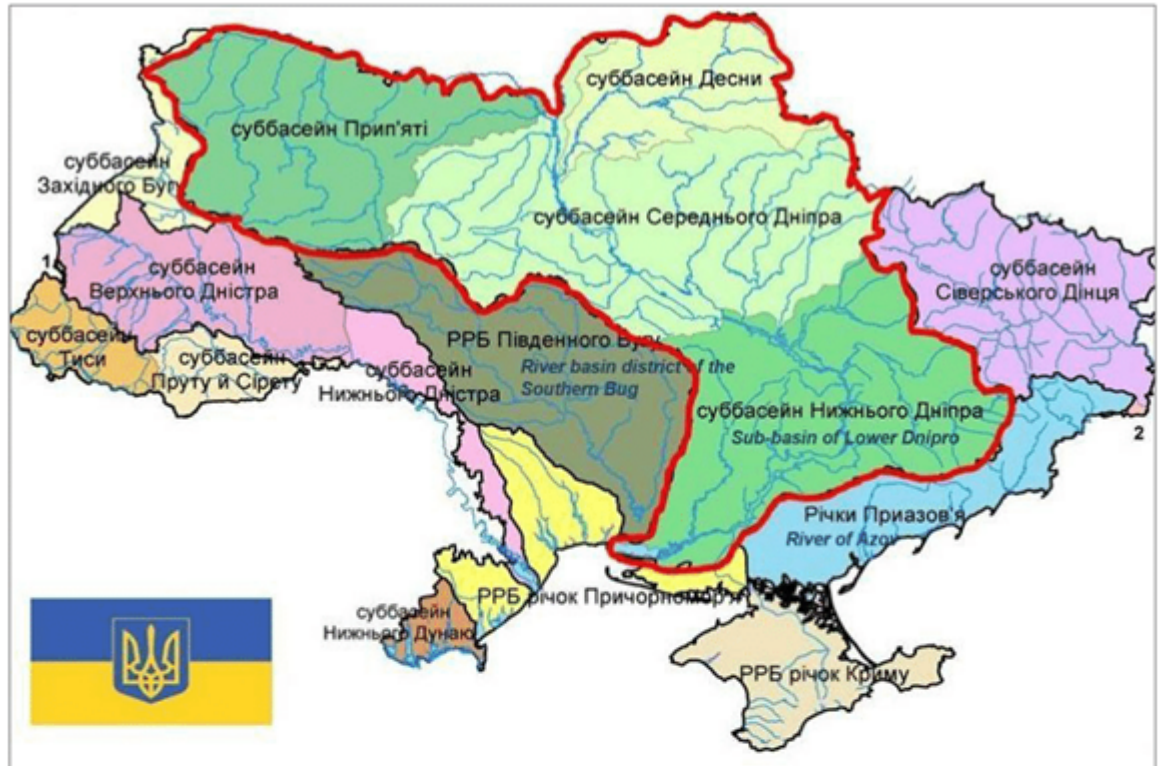 суббасейн Десни
суббасейн Прип'яті
суббасейн
Західного Бугу
суббасейн Середнього Дніпра
суббасейн
Верхнього Дністра
суббасейн
Сіверського Дінця
1
суббасейн
Тиси
суббасейн
Пруту й Сірету
суббасейн
Нижнього Дністра
РРБ Південного Бугу
River basin district of the
Southern Bug
суббасейн Нижнього Дніпра
Sub-basin of Lower Dnipro
2
Річки Приазов'я
River of Azov
РРБ річок Причорномор'я
суббасейн
Нижнього Дунаю
РРБ річок Криму